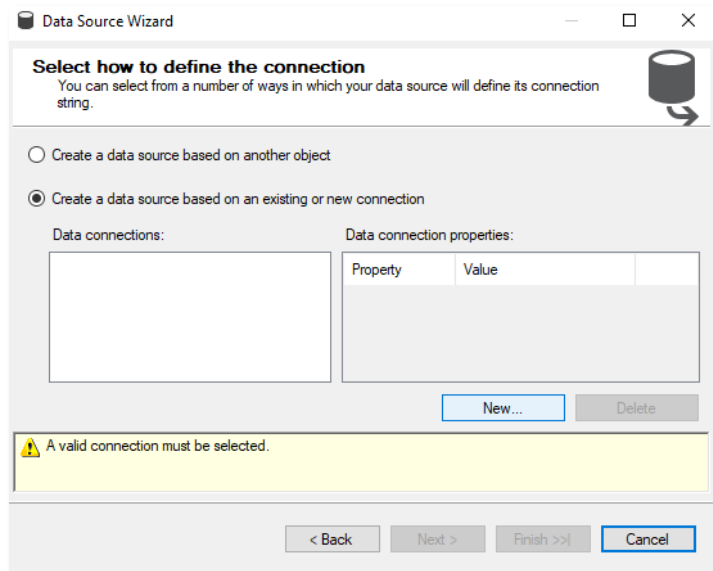 Data Source Wizard
Select how to define the connection
You can select from a number of ways in which your data source will define its connection
string.
Create a data source based on another object
Create a data source based on an existing or new connection
Data connections:
Data connection properties:
Property Value
New... Delete
A valid connection must be selected.
< Back Next > Finish >>| Cancel